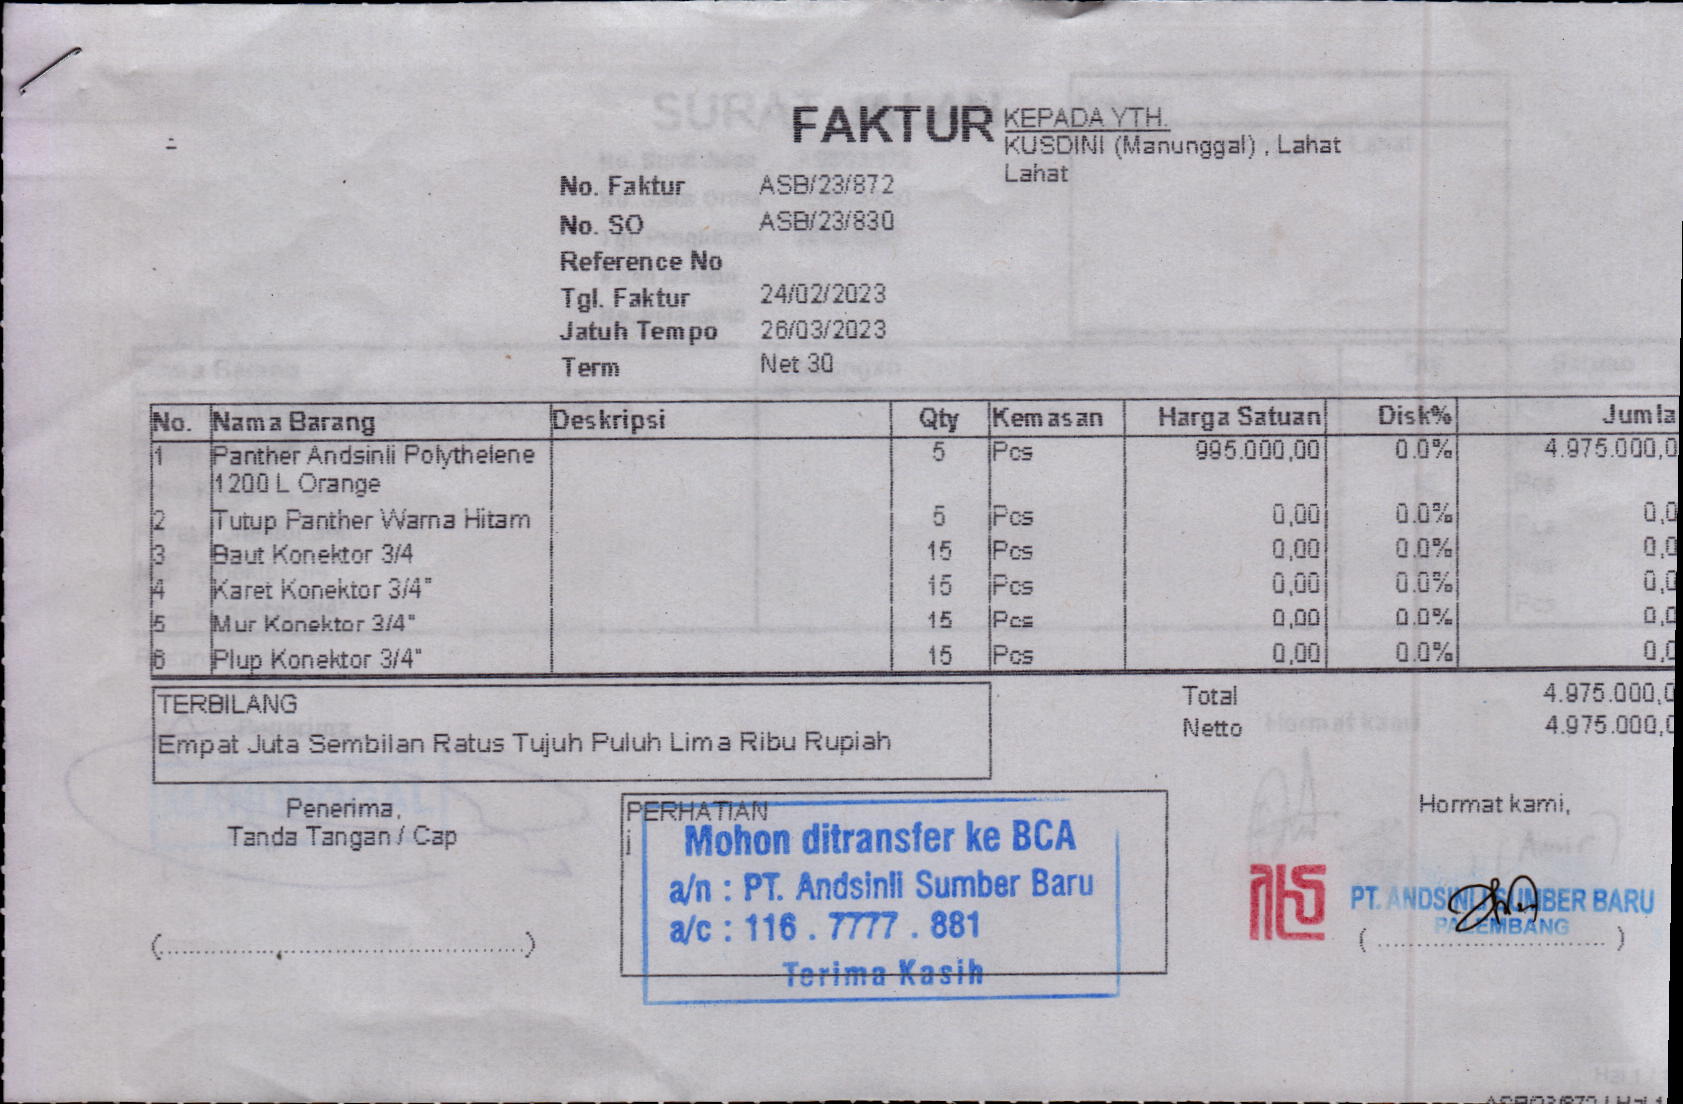 FAKTUR
KEPADA YTH.
KUSDINI (Manunggal) , Lahat
Lahat
No. Faktur ASB/23/872
No. SO ASB/23/830
Reference No
Tgl. Faktur 24/02/2023
Jatuh Tempo 26/03/2023
Term Net 30
No. Nama Barang Deskripsi Qty Kemasan Harga Satuan Disk% Jumla
1 Panther Andsinli Polythelene 5 Pcs 995.000,00 0.0% 4.975.000,0
1200 L Orange
2 Tutup Panther Warna Hitam 5 Pcs 0,00 0.0% 0,0
3 Baut Konektor 3/4 15 Pcs 0,00 0.0% 0,0
4 Karet Konektor 3/4" 15 Pcs 0,00 0.0% 0,0
5 Mur Konektor 3/4" 15 Pcs 0,00 0.0% 0,0
6 Plup Konektor 3/4" 15 Pcs 0,00 0.0% 0,0
TERBILANG
Empat Juta Sembilan Ratus Tujuh Puluh Lima Ribu Rupiah
Total 4.975.000,0
Netto 4.975.000,0
Penerima,
Tanda Tangan / Cap
(....................................)
PERHATIAN
j
Mohon ditransfer ke BCA
a/n : PT. Andsinli Sumber Baru
a/c : 116 . 7777 . 881
Terima Kasih
Hormat kami,
PT. ANDSINLI SUMBER BARU
PALEMBANG
(..............................)